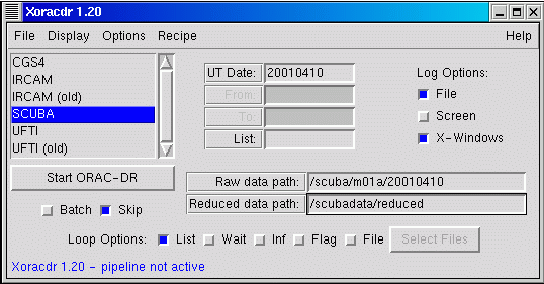 Xoracdr 1.20
File Display Options Recipe Help
CGS4
IRCAM
IRCAM (old)
SCUBA
UFTI
UFTI (old)
UT Date: 20010410
From:
To:
List:
Log Options:
File
Screen
X-Windows
Start ORAC-DR
Batch Skip
Raw data path: /scuba/m01a/20010410
Reduced data path: /scubadata/reduced
Loop Options: List Wait Inf Flag File Select Files
Xoracdr 1.20 - pipeline not active